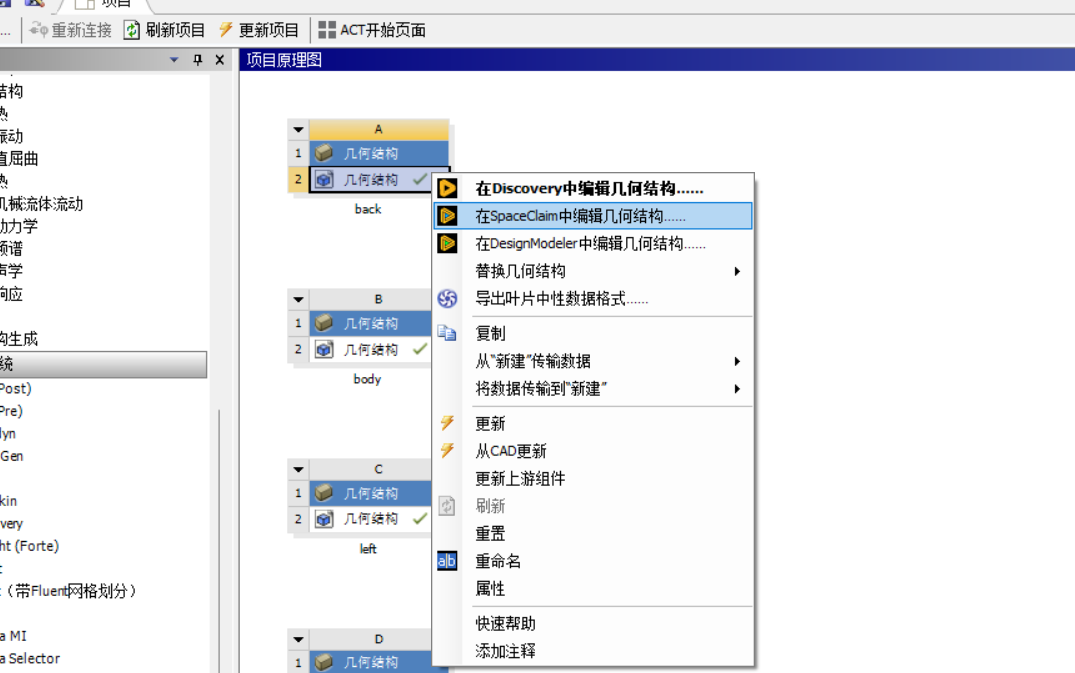 项目
... 重新连接 刷新项目 更新项目 ACT开始页面
项目原理图
结构
热
振动
直屈曲
热
机械流体流动
动力学
频谱
声学
响应
构生成
统
Post)
Pre)
lyn
Gen
kin
very
ht (Forte)
t
t（带Fluent网格划分）
a MI
a Selector
A
1 几何结构
2 几何结构
back
B
1 几何结构
2 几何结构
body
C
1 几何结构
2 几何结构
left
D
1 几何结构
在Discovery中编辑几何结构......
在SpaceClaim中编辑几何结构......
在DesignModeler中编辑几何结构......
替换几何结构
导出叶片中性数据格式......
复制
从“新建”传输数据
将数据传输到“新建”
更新
从CAD更新
更新上游组件
刷新
重置
a|b 重命名
属性
快速帮助
添加注释